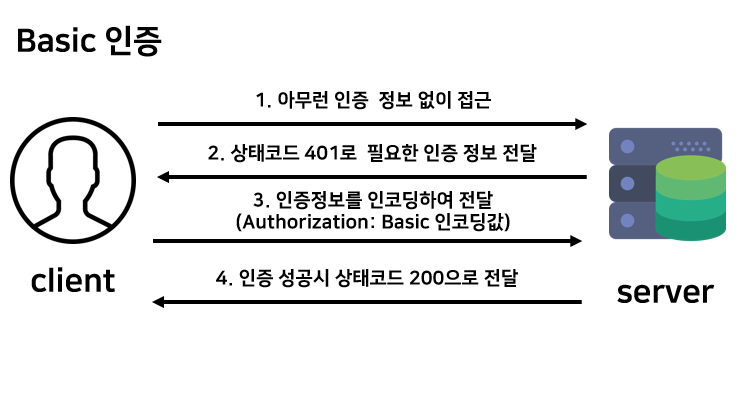 Basic 인증
1. 아무런 인증 정보 없이 접근
2. 상태코드 401로 필요한 인증 정보 전달
3. 인증정보를 인코딩하여 전달
(Authorization: Basic 인코딩값)
4. 인증 성공시 상태코드 200으로 전달
client
server